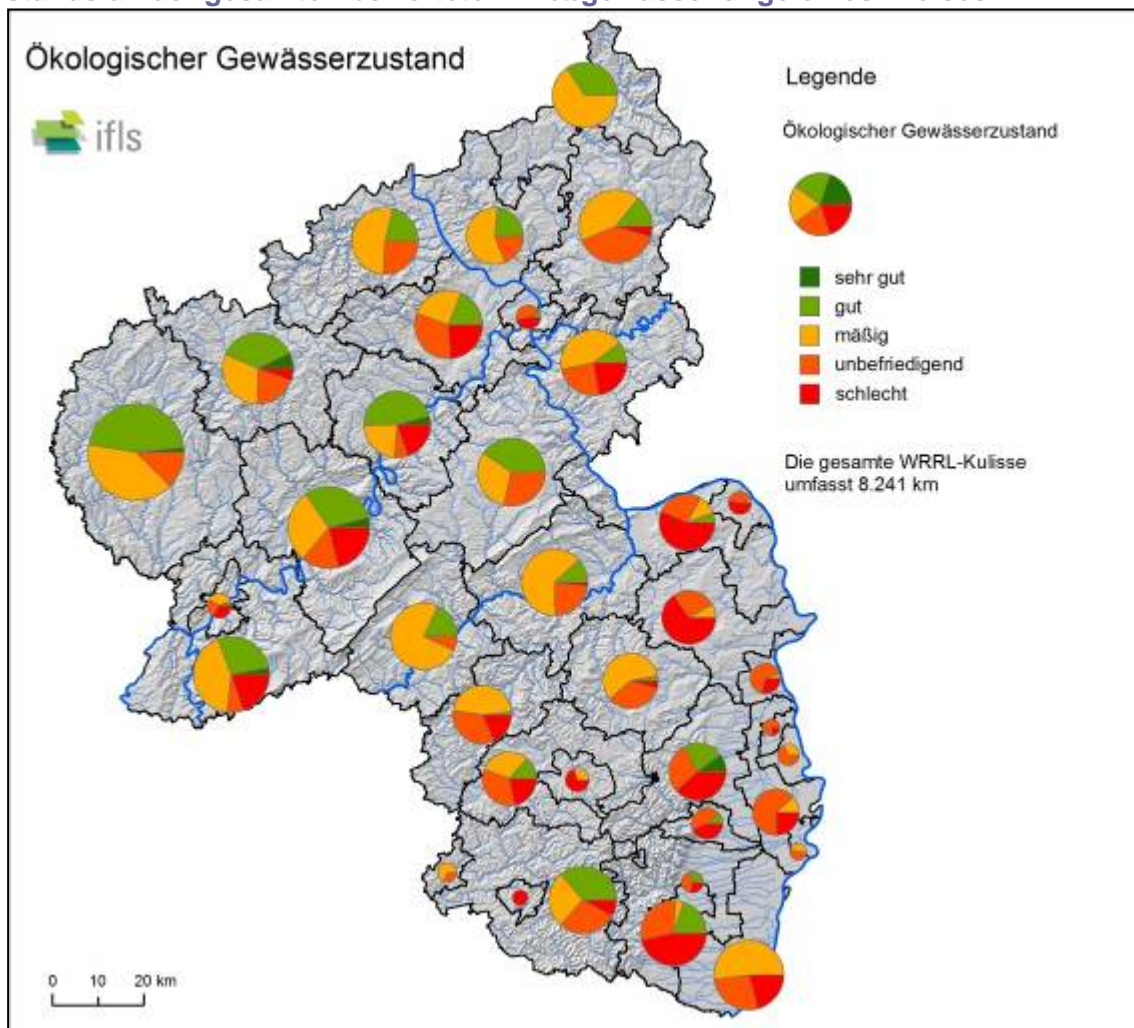 Ökologischer Gewässerzustand
ifls
Legende
Ökologischer Gewässerzustand
sehr gut
gut
mäßig
unbefriedigend
schlecht
Die gesamte WRRL-Kulisse
umfasst 8.241 km
0 10 20 km